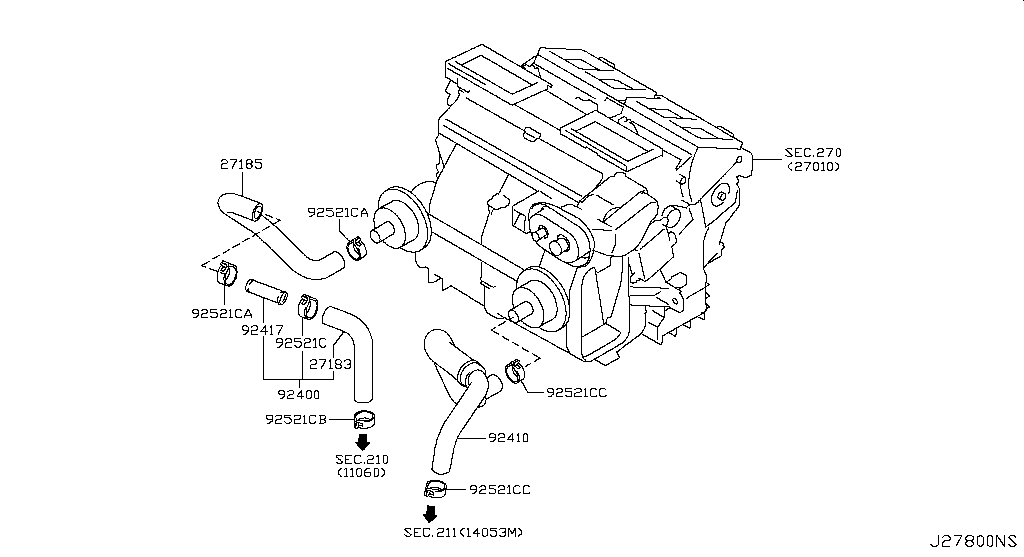 SEC.270
(27010)
27185
92521CA
92521CA
92417
92521C
27183
92400
92521CC
92521CB
92410
SEC.210
(11060)
92521CC
SEC.211(14053M)
J27800NS